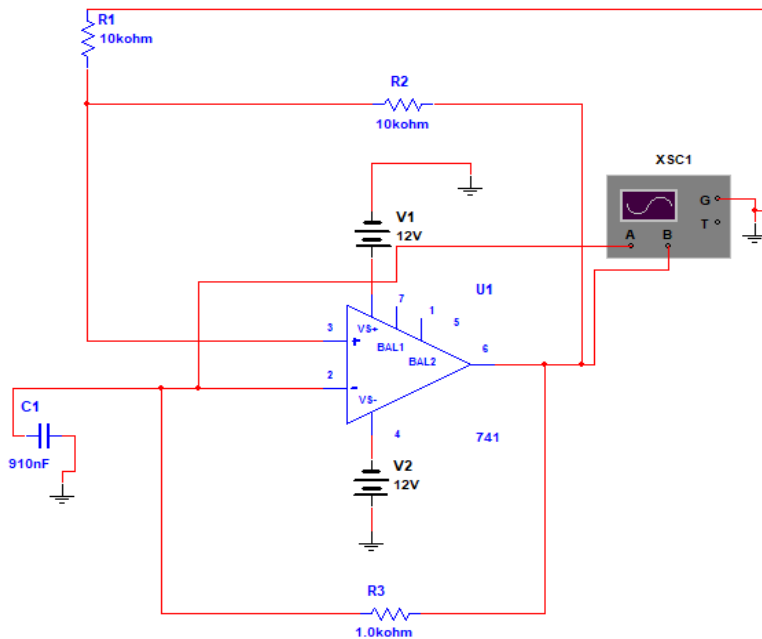 R1
10kohm
R2
10kohm
XSC1
G
T
A
B
V1
12V
U1
7
1
5
3
VS+
BAL1
BAL2
6
2
VS-
4
741
C1
910nF
V2
12V
R3
1.0kohm